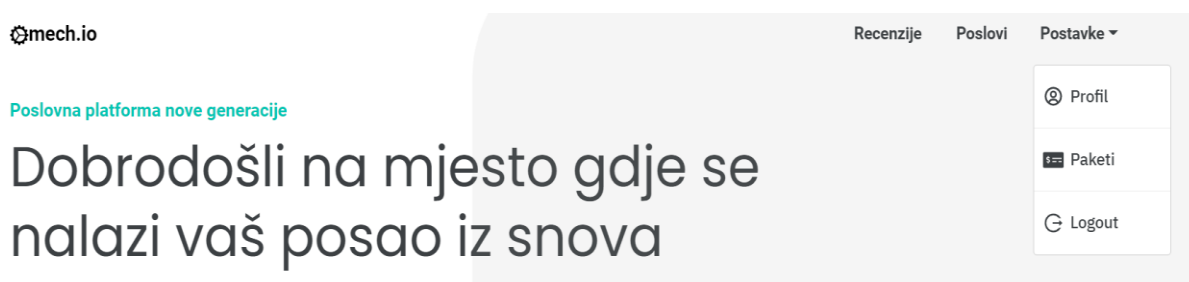 mech.io
Recenzije Poslovi Postavke
Profil
Paketi
Logout
Poslovna platforma nove generacije
Dobrodošli na mjesto gdje se
nalazi vaš posao iz snova